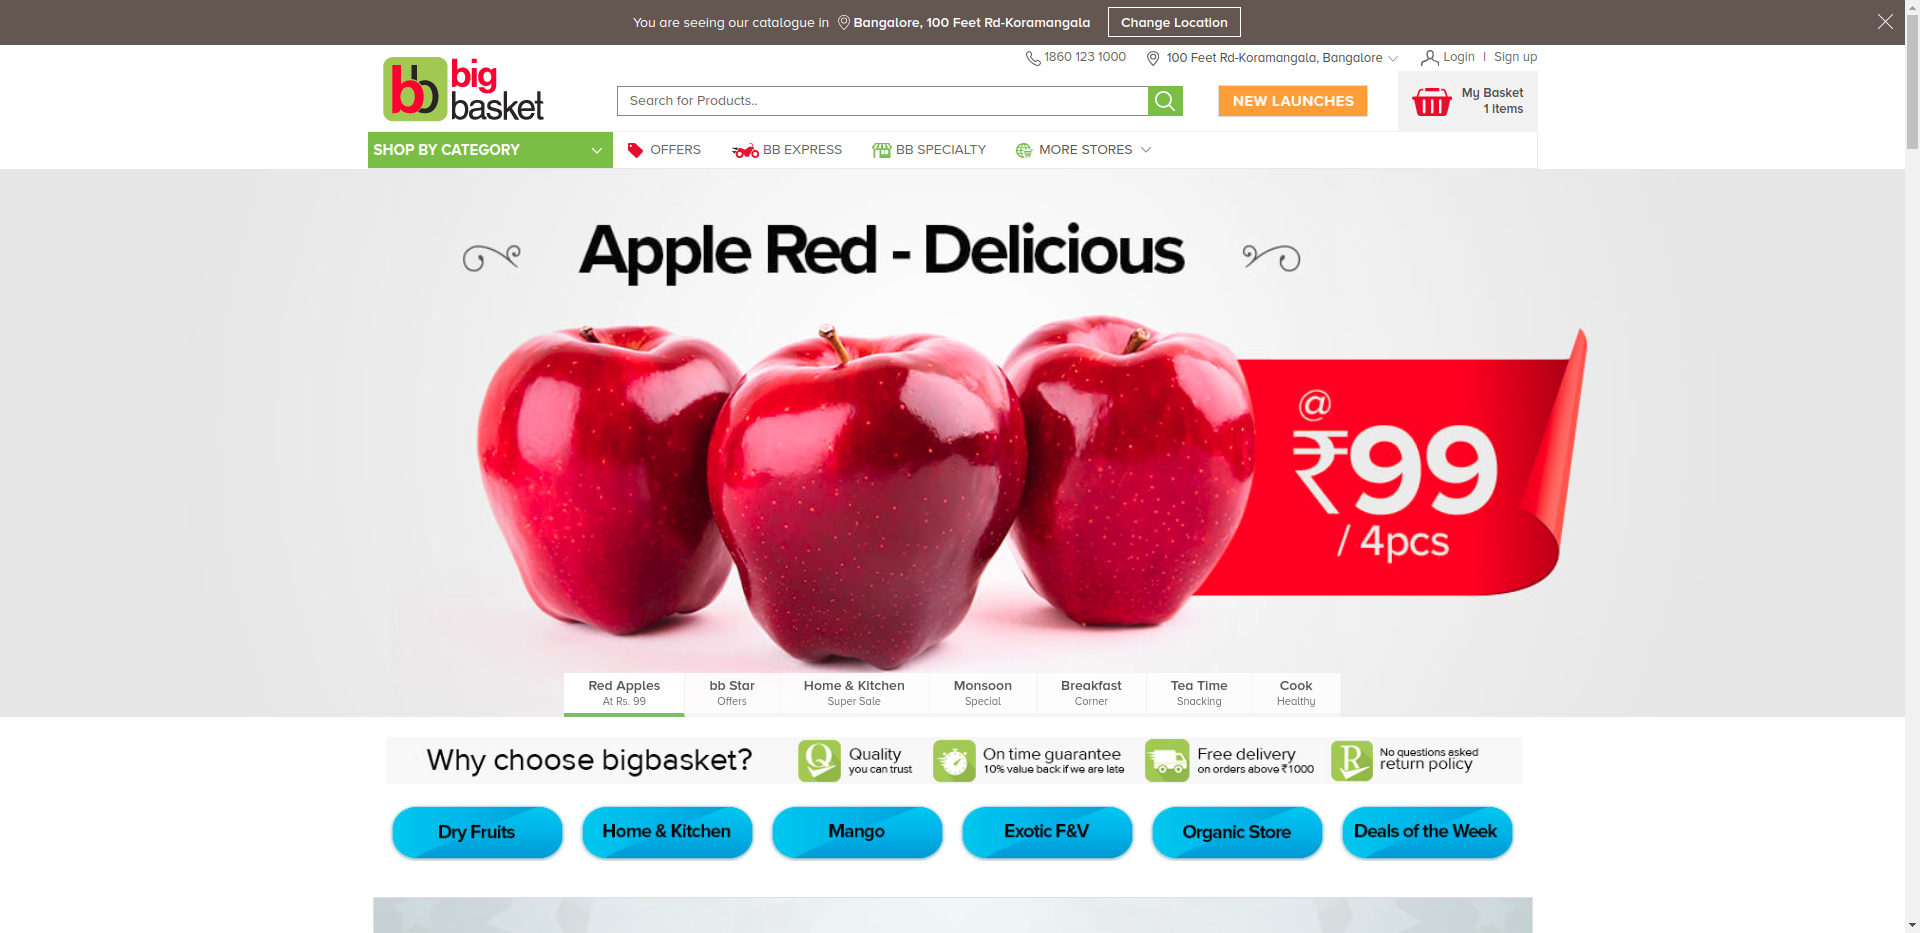 You are seeing our catalogue in Bangalore, 100 Feet Rd-Koramangala Change Location
1860 123 1000 100 Feet Rd-Koramangala, Bangalore Login | Sign up
bb big
basket
Search for Products..
NEW LAUNCHES
My Basket
1 items
SHOP BY CATEGORY OFFERS BB EXPRESS BB SPECIALTY MORE STORES
Apple Red - Delicious
@
₹99
/ 4pcs
Red Apples
At Rs. 99
bb Star
Offers
Home & Kitchen
Super Sale
Monsoon
Special
Breakfast
Corner
Tea Time
Snacking
Cook
Healthy
Why choose bigbasket?
Q
Quality
you can trust
On time guarantee
10% value back if we are late
Free delivery
on orders above ₹1000
R
No questions asked
return policy
Dry Fruits Home & Kitchen Mango Exotic F&V Organic Store Deals of the Week